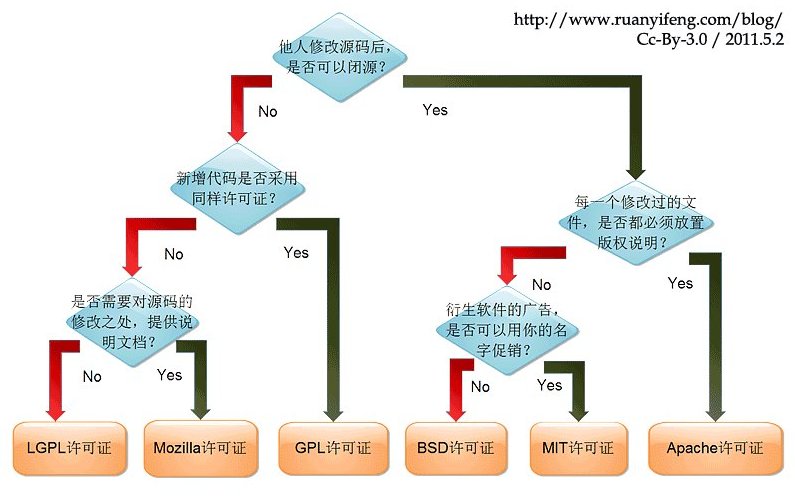 http://www.ruanyifeng.com/blog/
Cc-By-3.0 / 2011.5.2
他人修改源码后，
是否可以闭源？
No
Yes
新增代码是否采用
同样许可证？
每一个修改过的文
件，是否都必须放置
版权说明？
No
Yes
No
Yes
是否需要对源码的
修改之处，提供说
明文档？
衍生软件的广告，
是否可以用你的名
字促销？
No
Yes
No
Yes
LGPL许可证
Mozilla许可证
GPL许可证
BSD许可证
MIT许可证
Apache许可证